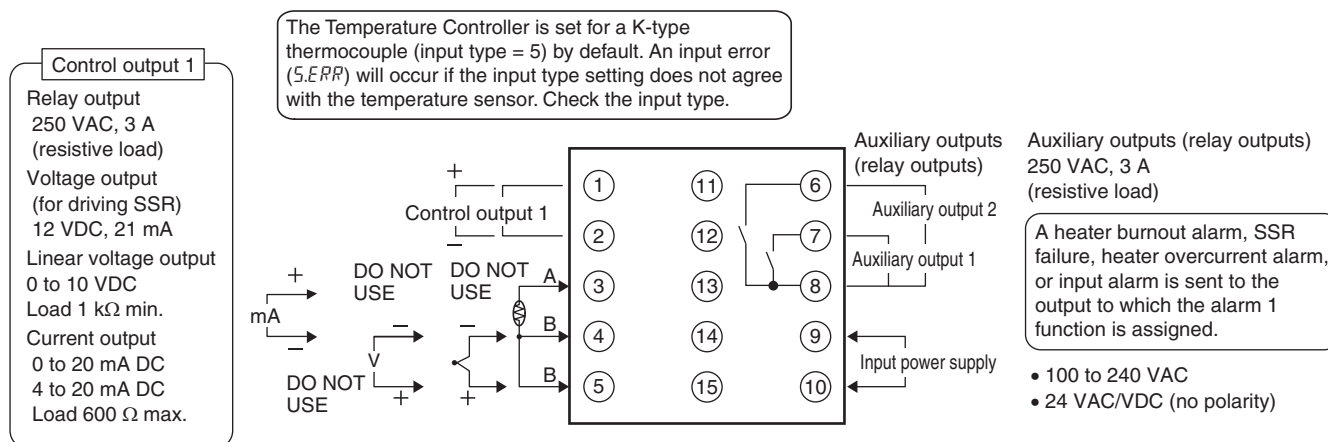 The Temperature Controller is set for a K-type
thermocouple (input type = 5) by default. An input error
(S.ERR) will occur if the input type setting does not agree
with the temperature sensor. Check the input type.
Control output 1
Relay output
250 VAC, 3 A
(resistive load)
Voltage output
(for driving SSR)
12 VDC, 21 mA
Linear voltage output
0 to 10 VDC
Load 1 kΩ min.
Current output
0 to 20 mA DC
4 to 20 mA DC
Load 600 Ω max.
+
mA
−
DO NOT
USE
−
V
+
DO NOT
USE
DO NOT
USE
−
+
+
Control output 1
−
A
B
B
1
2
3
4
5
11
12
13
14
15
6
7
8
9
10
Auxiliary outputs
(relay outputs)
Auxiliary output 2
Auxiliary output 1
Input power supply
Auxiliary outputs (relay outputs)
250 VAC, 3 A
(resistive load)
A heater burnout alarm, SSR
failure, heater overcurrent alarm,
or input alarm is sent to the
output to which the alarm 1
function is assigned.
• 100 to 240 VAC
• 24 VAC/VDC (no polarity)